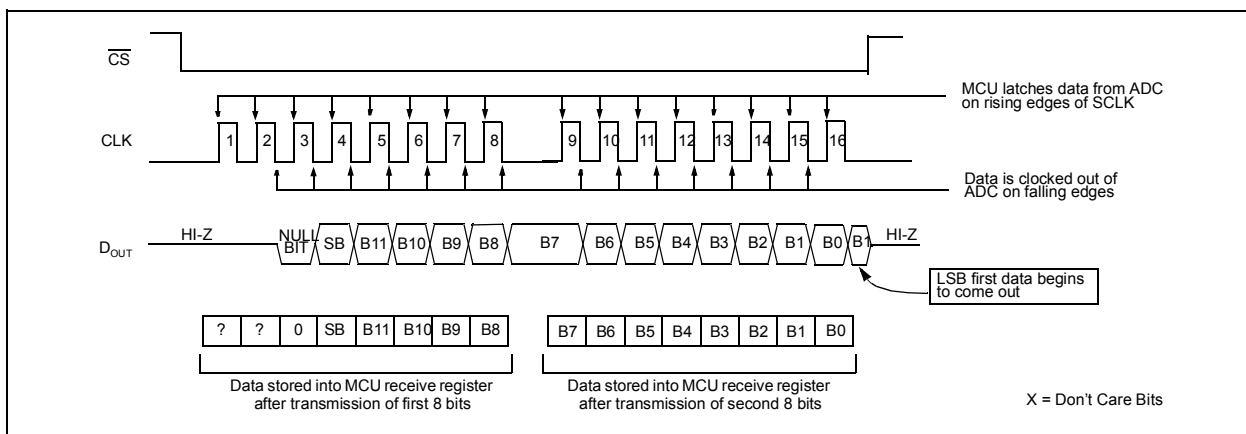 CS
MCU latches data from ADC
on rising edges of SCLK
CLK
1 2 3 4 5 6 7 8 9 10 11 12 13 14 15 16
Data is clocked out of
ADC on falling edges
DOUT
HI-Z
NULL
BIT
SB B11 B10 B9 B8 B7 B6 B5 B4 B3 B2 B1 B0 B1
HI-Z
LSB first data begins
to come out
? ? 0 SB B11 B10 B9 B8
B7 B6 B5 B4 B3 B2 B1 B0
Data stored into MCU receive register
after transmission of first 8 bits
Data stored into MCU receive register
after transmission of second 8 bits
X = Don't Care Bits